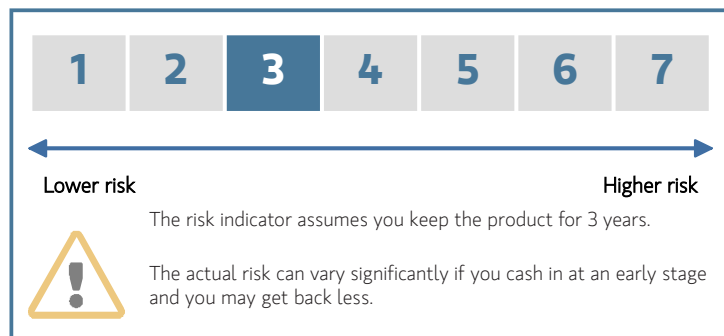 1 2 3 4 5 6 7
Lower risk Higher risk
The risk indicator assumes you keep the product for 3 years.
The actual risk can vary significantly if you cash in at an early stage
and you may get back less.